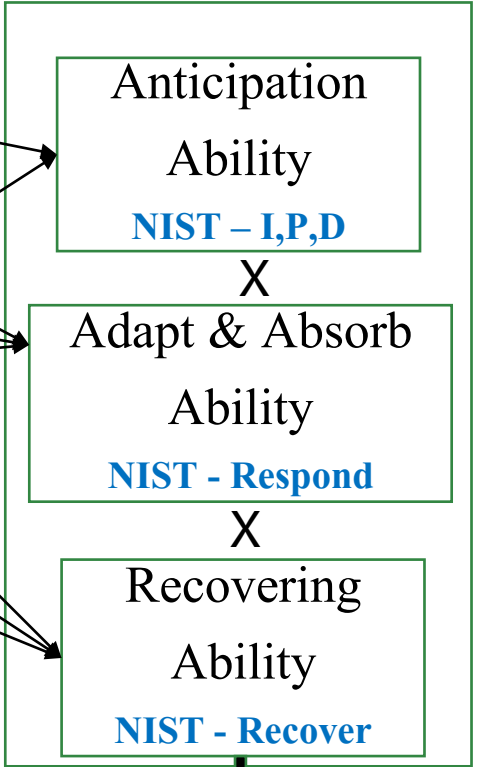 Anticipation
Ability
NIST – I,P,D
X
Adapt & Absorb
Ability
NIST - Respond
X
Recovering
Ability
NIST - Recover